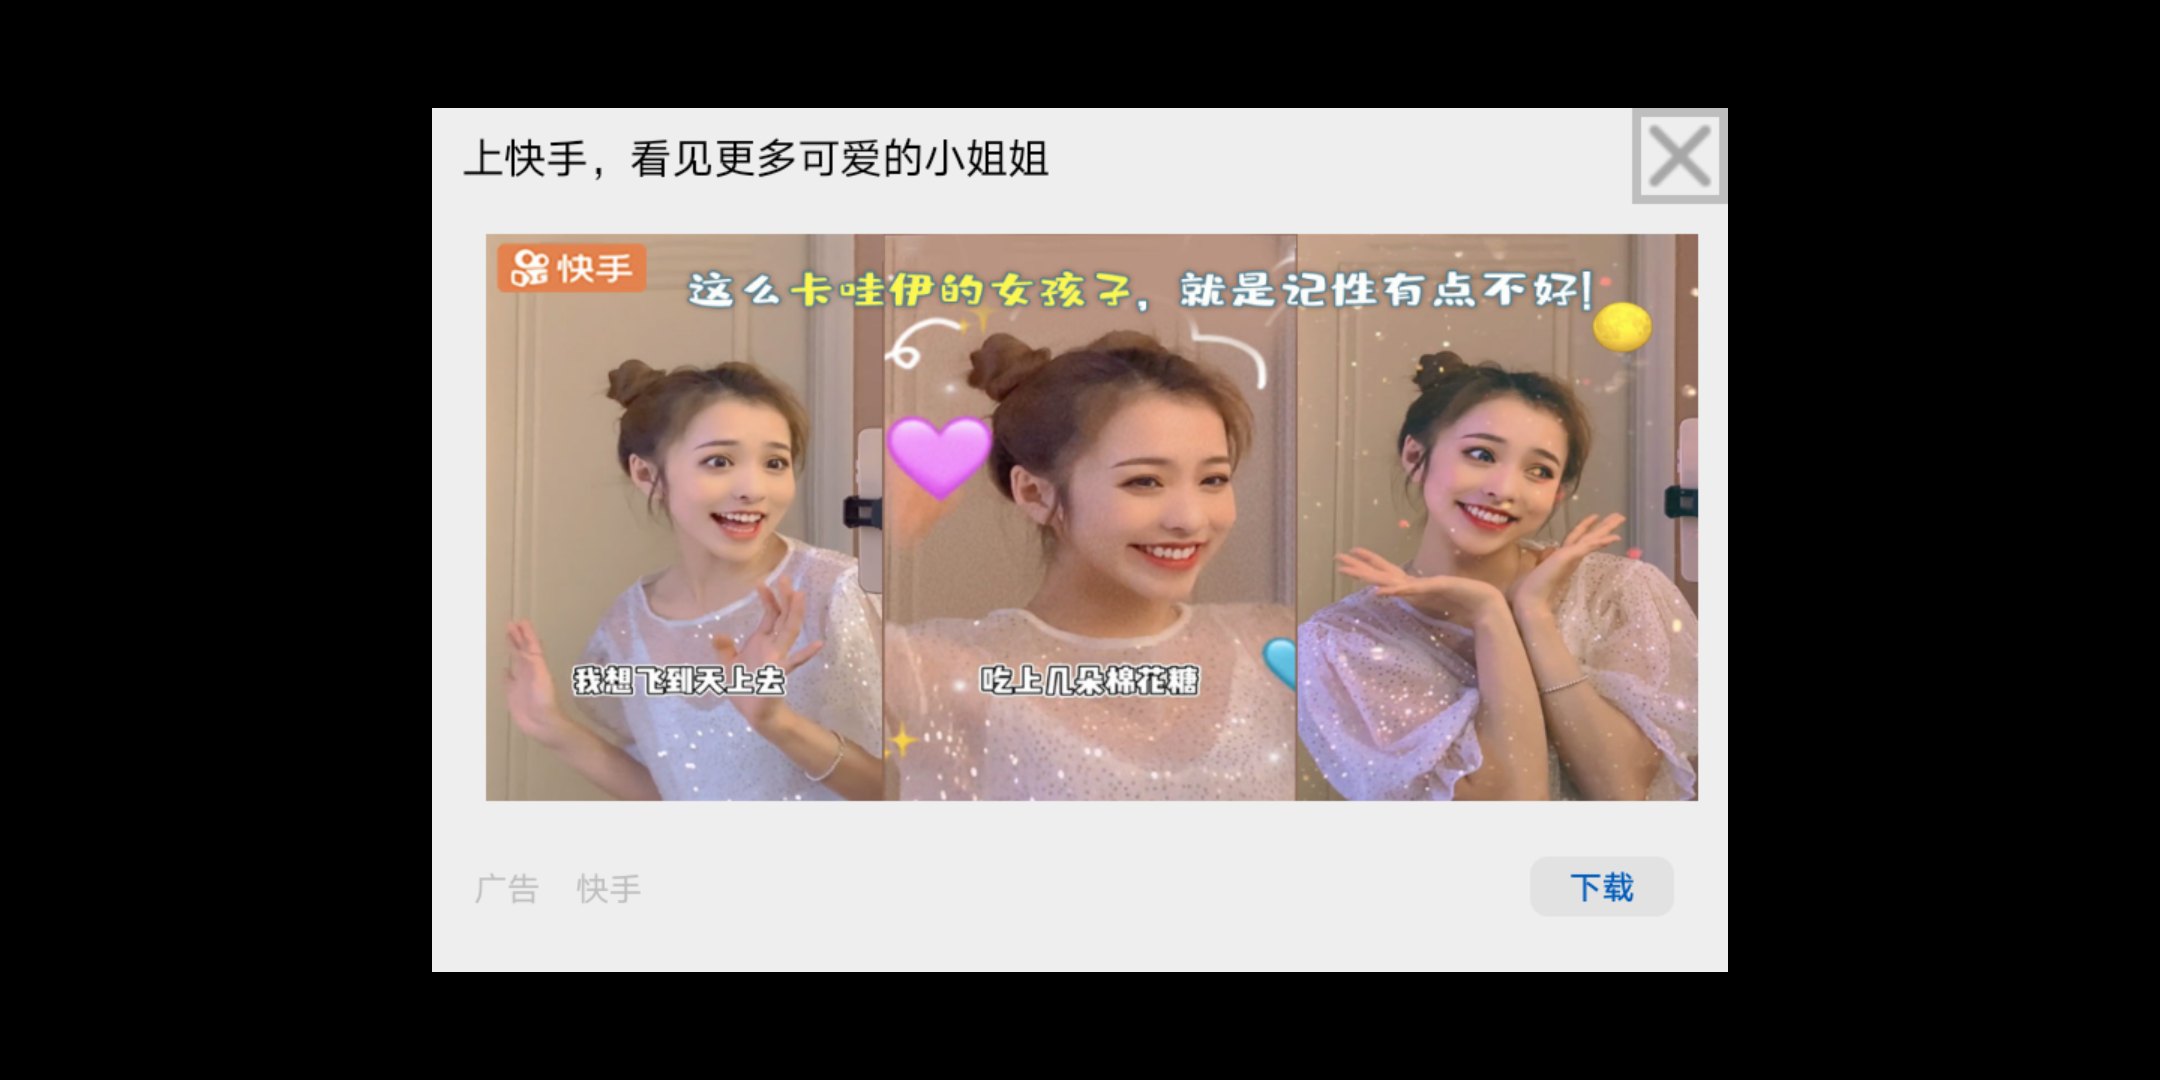 上快手，看见更多可爱的小姐姐
快手
这么卡哇伊的女孩子，就是记性有点不好！
我想飞到天上去
吃上几朵棉花糖
广告 快手
下载